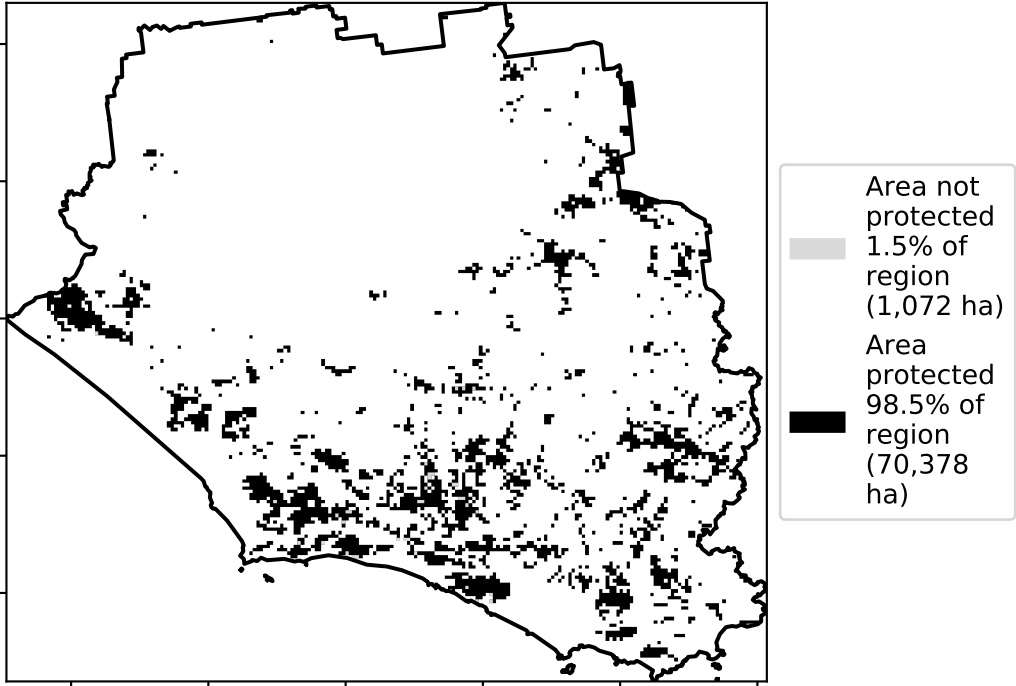 Area not
protected
1.5% of
region
(1,072 ha)
Area
protected
98.5% of
region
(70,378
ha)